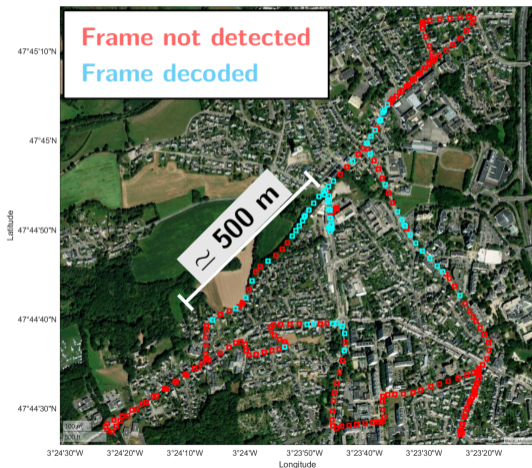 Frame not detected
Frame decoded
47°45'10"N
47°45'N
47°44'50"N
47°44'40"N
47°44'30"N
≃ 500 m
Latitude
3°24'30"W
3°24'20"W
3°24'10"W
3°24'W
3°23'50"W
3°23'40"W
3°23'30"W
3°23'20"W
Longitude